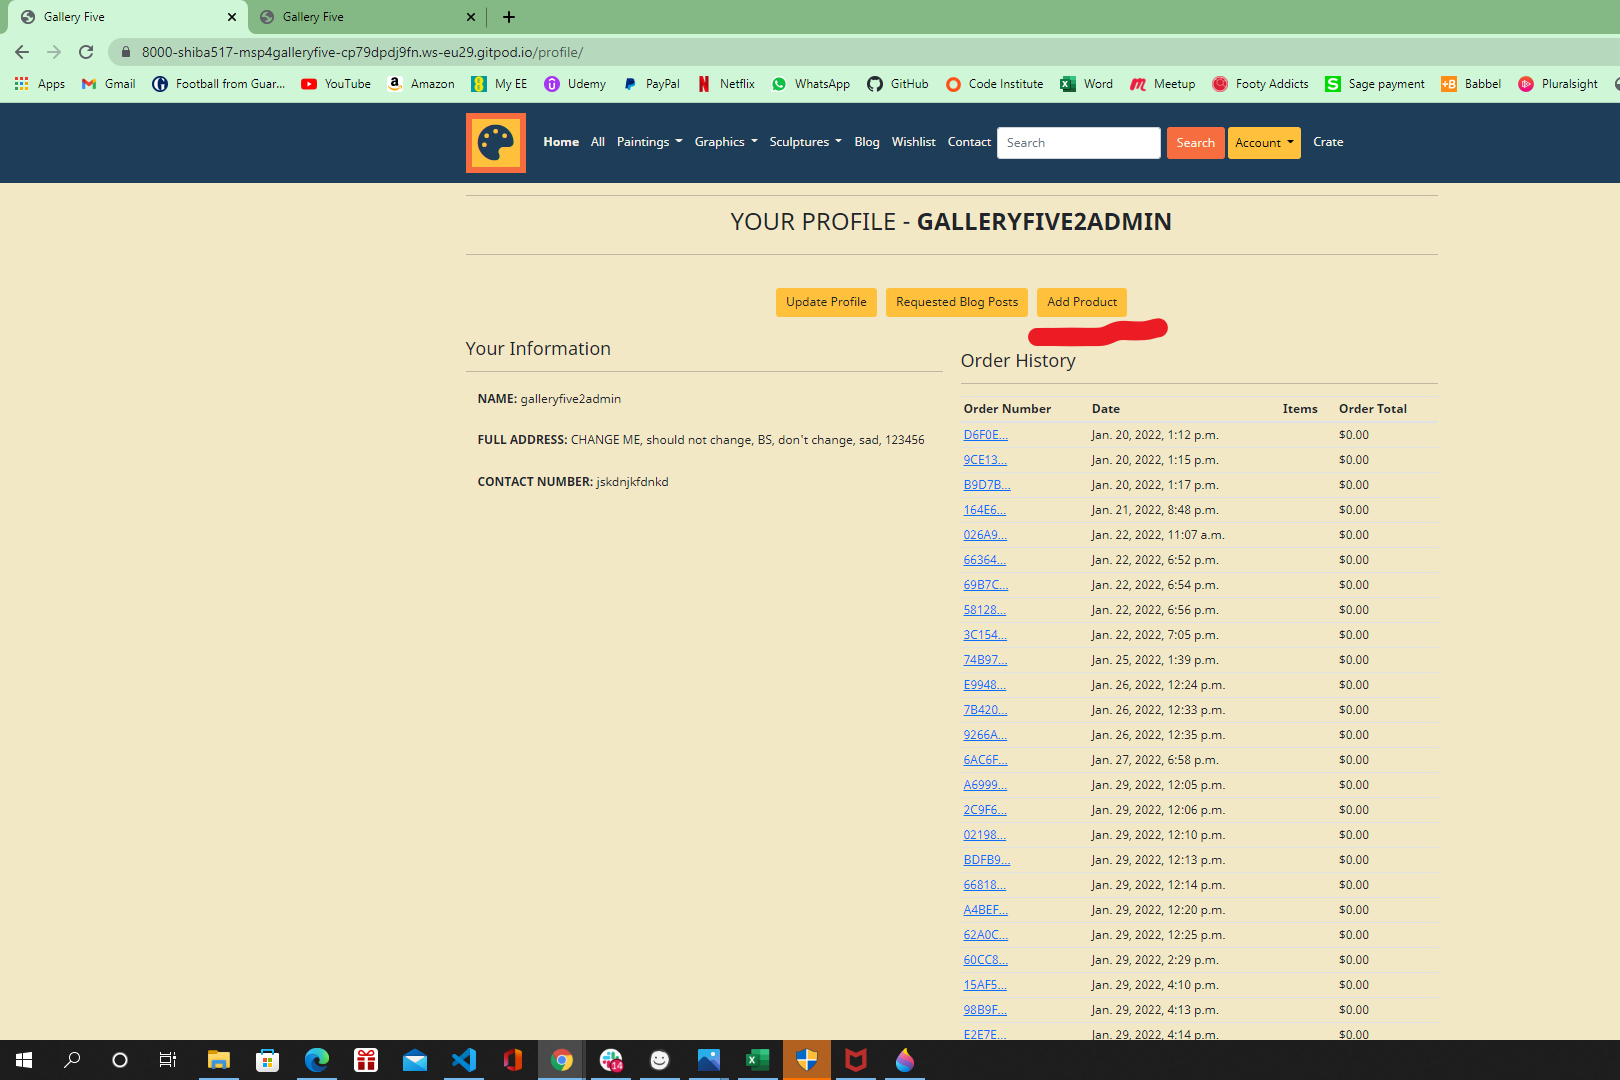 Gallery Five
Gallery Five
8000-shiba517-msp4galleryfive-cp79dpdj9fn.ws-eu29.gitpod.io/profile/
Apps Gmail Football from Guar... YouTube Amazon My EE Udemy PayPal Netflix WhatsApp GitHub Code Institute Word Meetup Footy Addicts Sage payment Babbel Pluralsight
Home All Paintings Graphics Sculptures Blog Wishlist Contact Search Search Account Crate
YOUR PROFILE - GALLERYFIVE2ADMIN
Update Profile Requested Blog Posts Add Product
Your Information
NAME: galleryfive2admin
FULL ADDRESS: CHANGE ME, should not change, BS, don't change, sad, 123456
CONTACT NUMBER: jskdnjkfdnkd
Order History
Order Number Date Items Order Total
D6F0E... Jan. 20, 2022, 1:12 p.m. $0.00
9CE13... Jan. 20, 2022, 1:15 p.m. $0.00
B9D7B... Jan. 20, 2022, 1:17 p.m. $0.00
164E6... Jan. 21, 2022, 8:48 p.m. $0.00
026A9... Jan. 22, 2022, 11:07 a.m. $0.00
66364... Jan. 22, 2022, 6:52 p.m. $0.00
69B7C... Jan. 22, 2022, 6:54 p.m. $0.00
58128... Jan. 22, 2022, 6:56 p.m. $0.00
3C154... Jan. 22, 2022, 7:05 p.m. $0.00
74B97... Jan. 25, 2022, 1:39 p.m. $0.00
E9948... Jan. 26, 2022, 12:24 p.m. $0.00
7B420... Jan. 26, 2022, 12:33 p.m. $0.00
9266A... Jan. 26, 2022, 12:35 p.m. $0.00
6AC6F... Jan. 27, 2022, 6:58 p.m. $0.00
A6999... Jan. 29, 2022, 12:05 p.m. $0.00
2C9F6... Jan. 29, 2022, 12:06 p.m. $0.00
02198... Jan. 29, 2022, 12:10 p.m. $0.00
BDFB9... Jan. 29, 2022, 12:13 p.m. $0.00
66818... Jan. 29, 2022, 12:14 p.m. $0.00
A4BEF... Jan. 29, 2022, 12:20 p.m. $0.00
62A0C... Jan. 29, 2022, 12:25 p.m. $0.00
60CC8... Jan. 29, 2022, 2:29 p.m. $0.00
15AF5... Jan. 29, 2022, 4:10 p.m. $0.00
98B9F... Jan. 29, 2022, 4:13 p.m. $0.00
E2E7E... Jan. 29, 2022, 4:14 p.m. $0.00
14